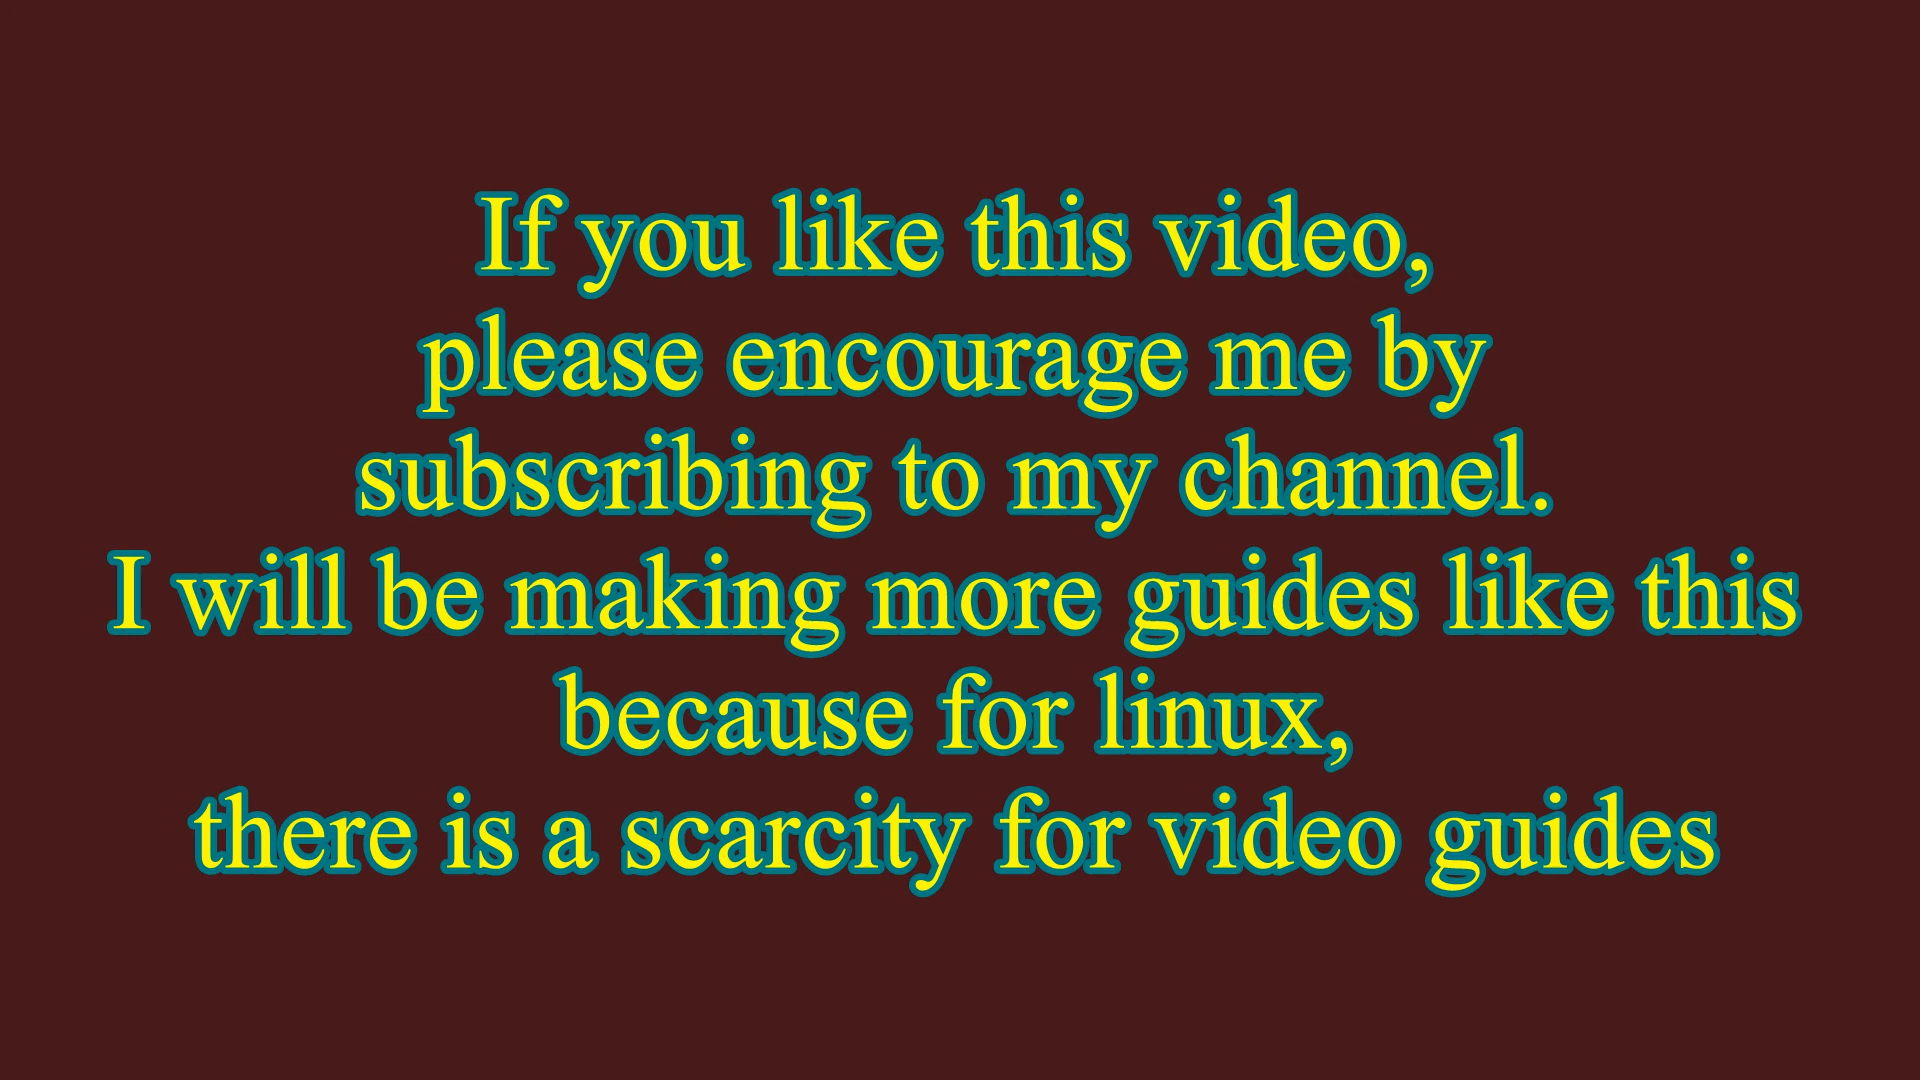 If you like this video,
please encourage me by
subscribing to my channel.
I will be making more guides like this
because for linux,
there is a scarcity for video guides